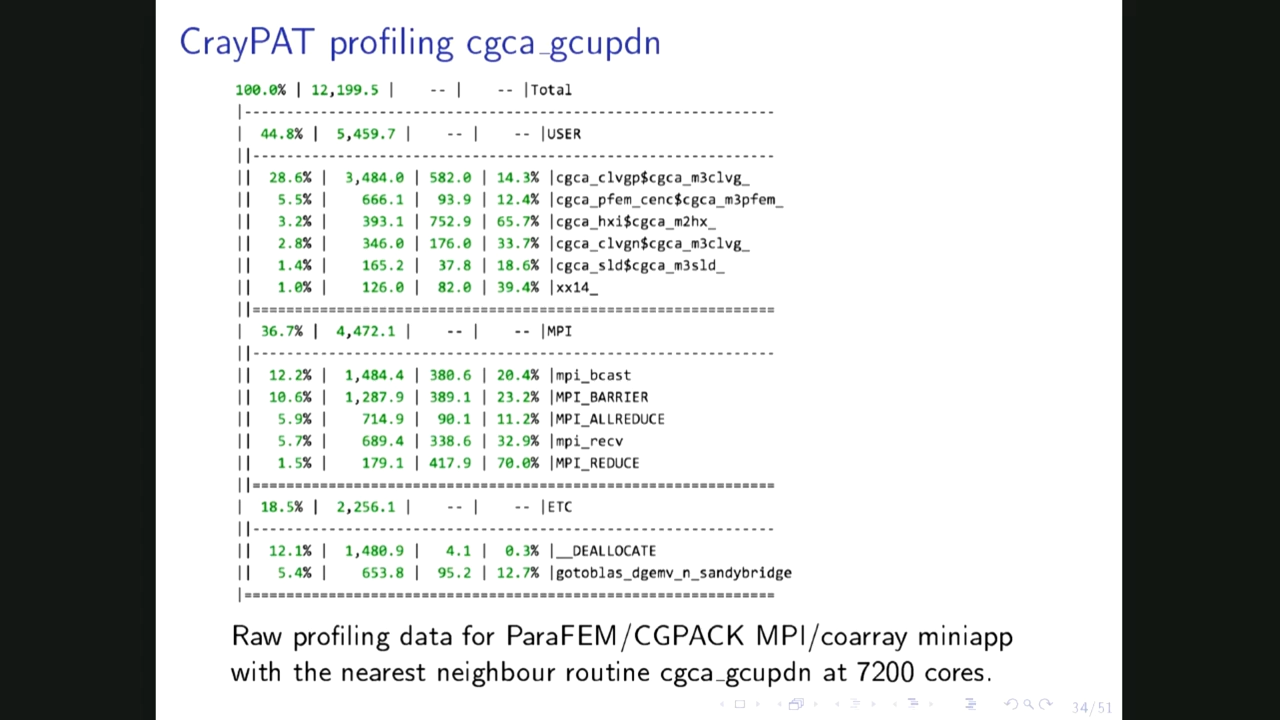 CrayPAT profiling cgca_gcupdn
100.0% | 12,199.5 | -- | -- |Total
|---------------------------------------------------------------
| 44.8% | 5,459.7 | -- | -- |USER
||--------------------------------------------------------------
|| 28.6% | 3,484.0 | 582.0 | 14.3% |cgca_clvgp$cgca_m3clvg_
|| 5.5% | 666.1 | 93.9 | 12.4% |cgca_pfem_cenc$cgca_m3pfem_
|| 3.2% | 393.1 | 752.9 | 65.7% |cgca_hxi$cgca_m2hx_
|| 2.8% | 346.0 | 176.0 | 33.7% |cgca_clvgn$cgca_m3clvg_
|| 1.4% | 165.2 | 37.8 | 18.6% |cgca_sld$cgca_m3sld_
|| 1.0% | 126.0 | 82.0 | 39.4% |xx14_
||==============================================================
| 36.7% | 4,472.1 | -- | -- |MPI
||--------------------------------------------------------------
|| 12.2% | 1,484.4 | 380.6 | 20.4% |mpi_bcast
|| 10.6% | 1,287.9 | 389.1 | 23.2% |MPI_BARRIER
|| 5.9% | 714.9 | 90.1 | 11.2% |MPI_ALLREDUCE
|| 5.7% | 689.4 | 338.6 | 32.9% |mpi_recv
|| 1.5% | 179.1 | 417.9 | 70.0% |MPI_REDUCE
||==============================================================
| 18.5% | 2,256.1 | -- | -- |ETC
||--------------------------------------------------------------
|| 12.1% | 1,480.9 | 4.1 | 0.3% |__DEALLOCATE
|| 5.4% | 653.8 | 95.2 | 12.7% |gotoblas_dgemv_n_sandybridge
|===============================================================
Raw profiling data for ParaFEM/CGPACK MPI/coarray miniapp
with the nearest neighbour routine cgca_gcupdn at 7200 cores.
34/51